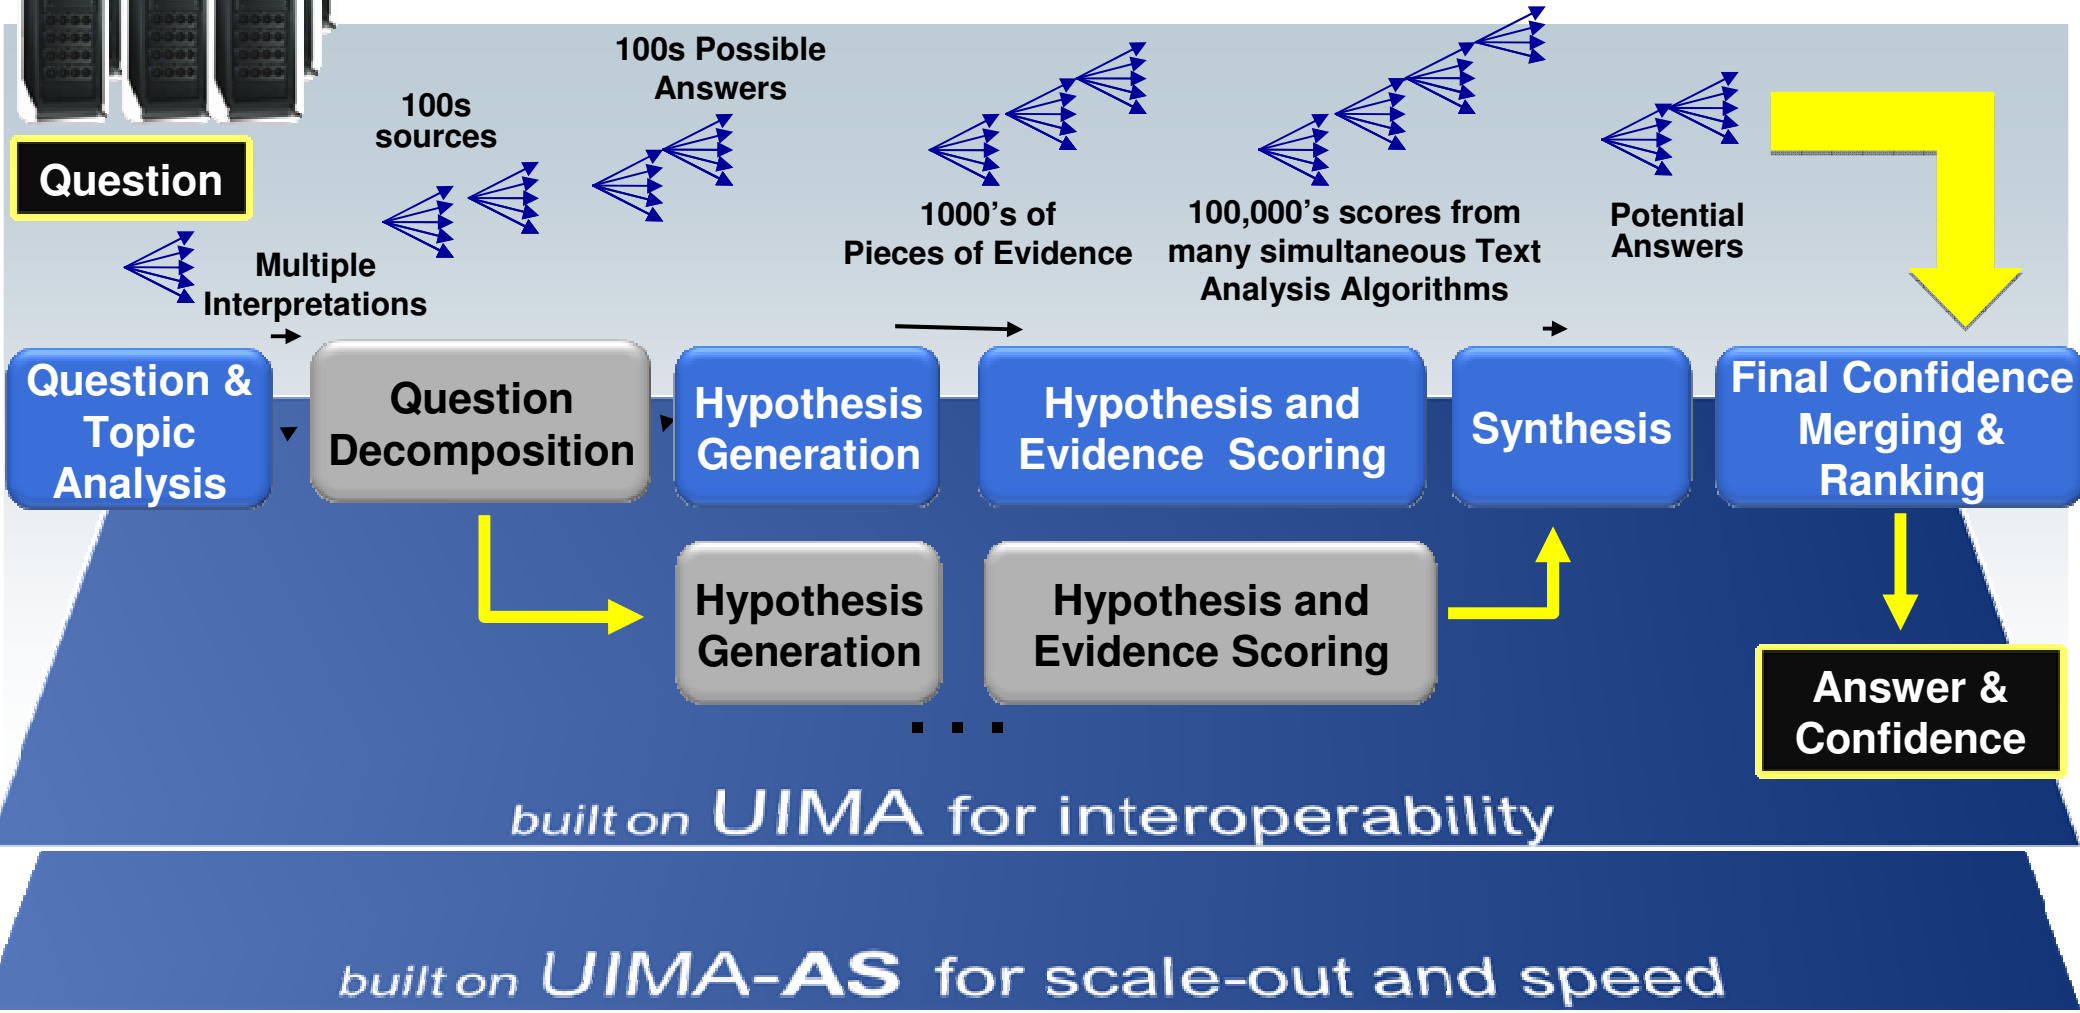 100s Possible
Answers
100s
sources
Question
1000’s of
Pieces of Evidence
100,000’s scores from
many simultaneous Text
Analysis Algorithms
Potential
Answers
Multiple
Interpretations
Question &
Topic
Analysis
Question
Decomposition
Hypothesis
Generation
Hypothesis and
Evidence Scoring
Synthesis
Final Confidence
Merging &
Ranking
Hypothesis
Generation
Hypothesis and
Evidence Scoring
. . .
Answer &
Confidence
built on UIMA for interoperability
built on UIMA-AS for scale-out and speed